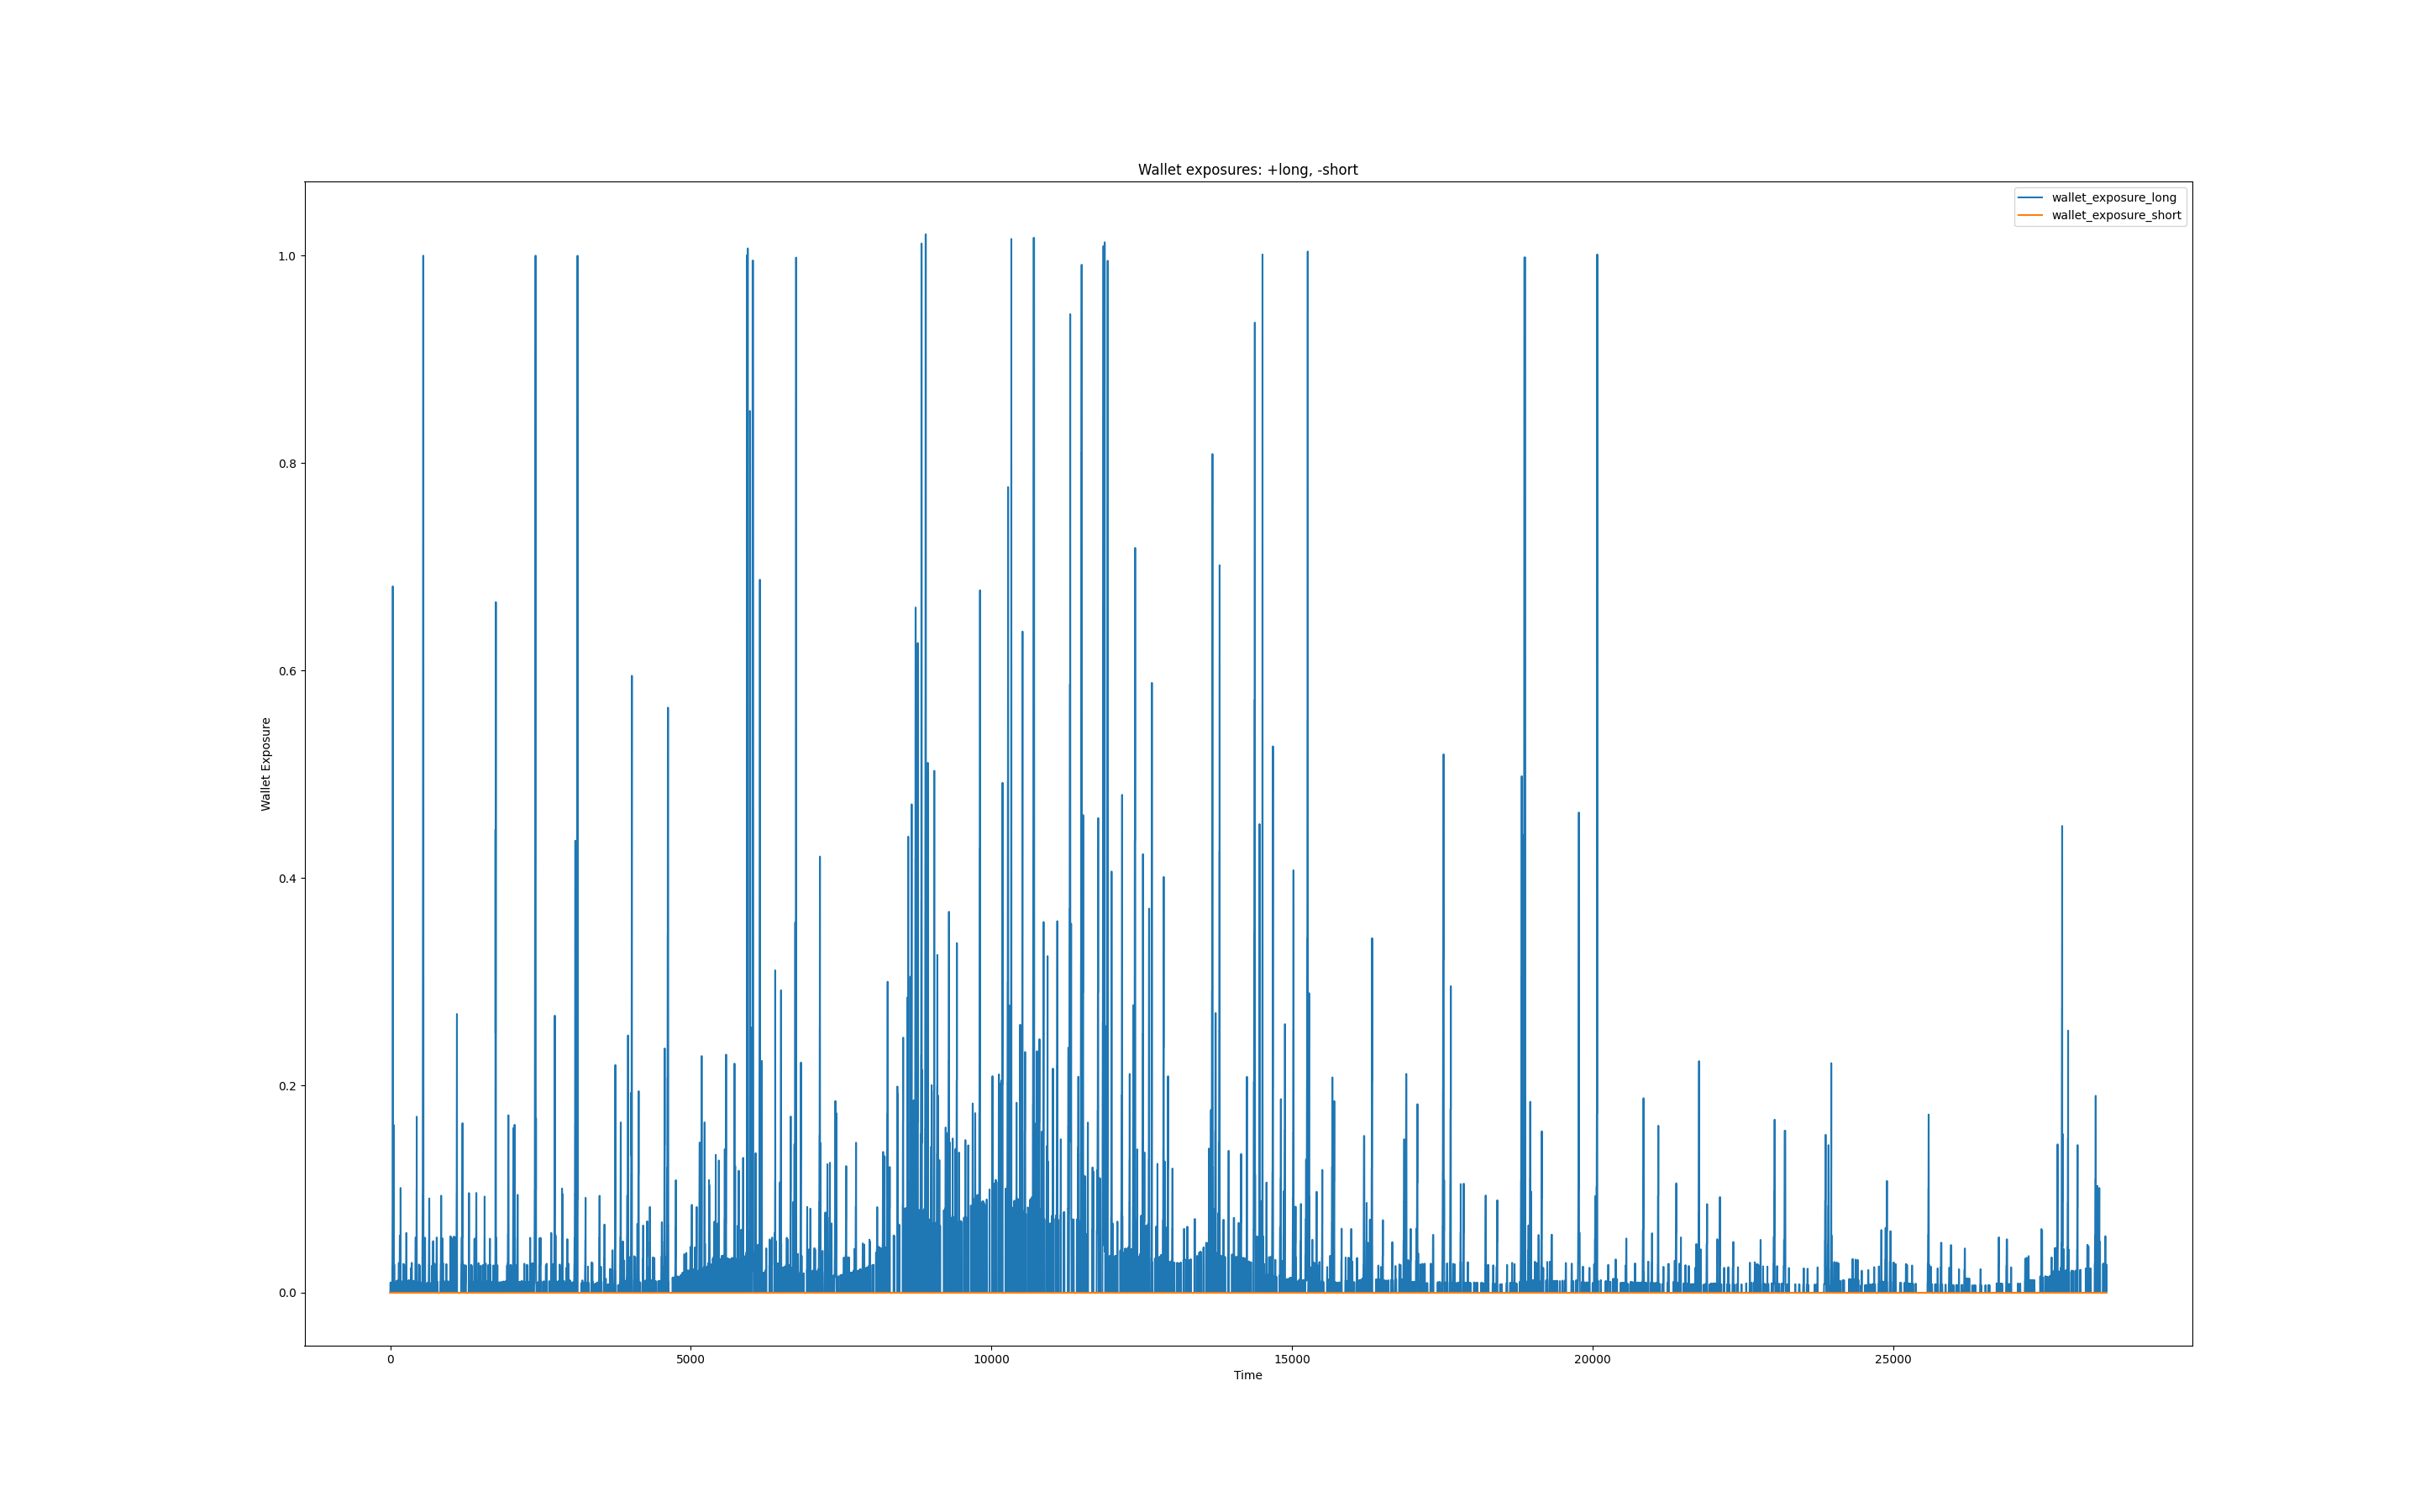 Wallet exposures: +long, -short
wallet_exposure_long
wallet_exposure_short
1.0
0.8
0.6
0.4
0.2
0.0
Wallet Exposure
0 5000 10000 15000 20000 25000
Time